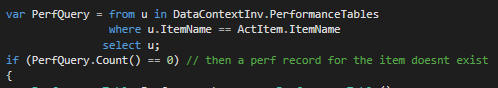 var PerfQuery = from u in DataContextInv.PerformanceTables
where u.ItemName == ActItem.ItemName
select u;
if (PerfQuery.Count() == 0) // then a perf record for the item doesnt exist
{